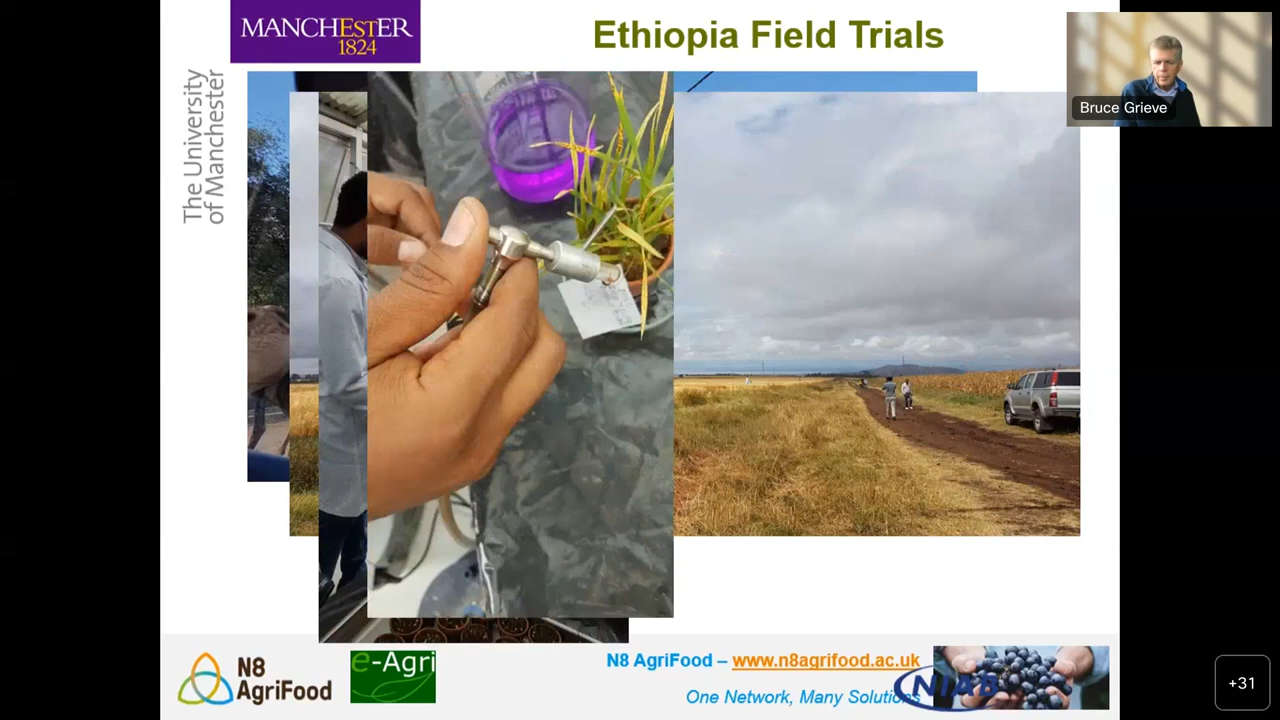 MANCHESTER
1824
The University
of Manchester
Ethiopia Field Trials
Bruce Grieve
N8
AgriFood
e-Agri
N8 AgriFood – www.n8agrifood.ac.uk
One Network, Many Solutions
NIAB
+31